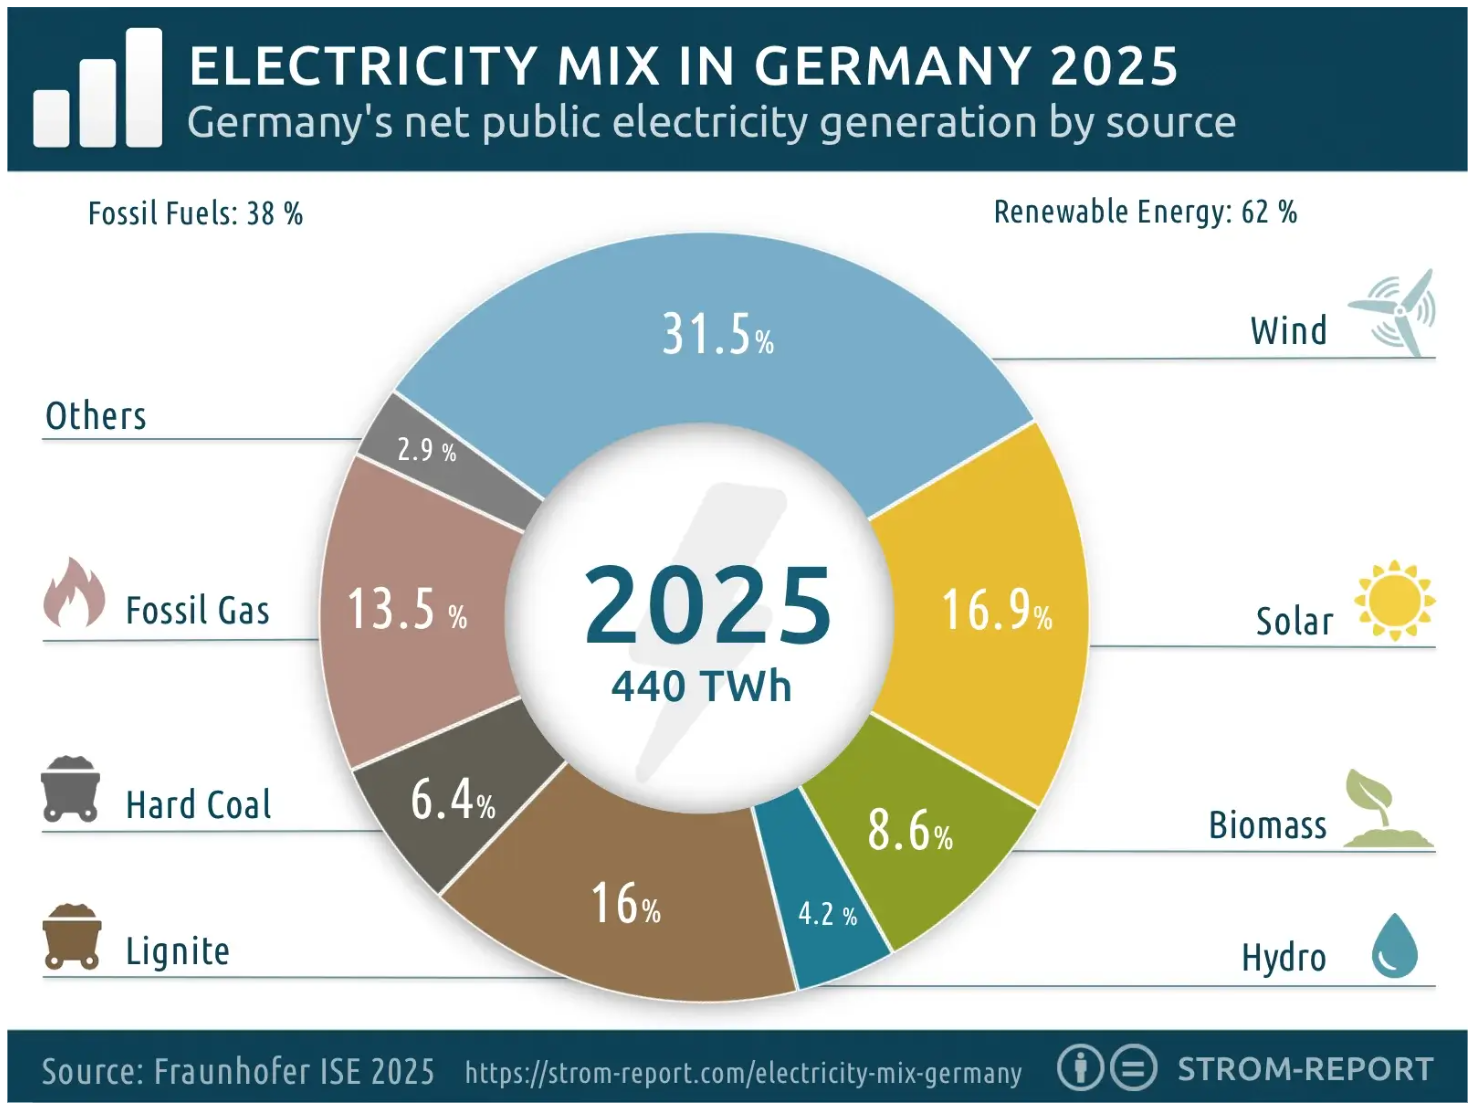 ELECTRICITY MIX IN GERMANY 2025
Germany's net public electricity generation by source
Fossil Fuels: 38 %
Renewable Energy: 62 %
31.5%
Wind
Others
2.9 %
Fossil Gas
13.5 %
2025
440 TWh
16.9%
Solar
Hard Coal
6.4%
8.6%
Biomass
Lignite
16%
4.2 %
Hydro
Source: Fraunhofer ISE 2025
https://strom-report.com/electricity-mix-germany
STROM-REPORT